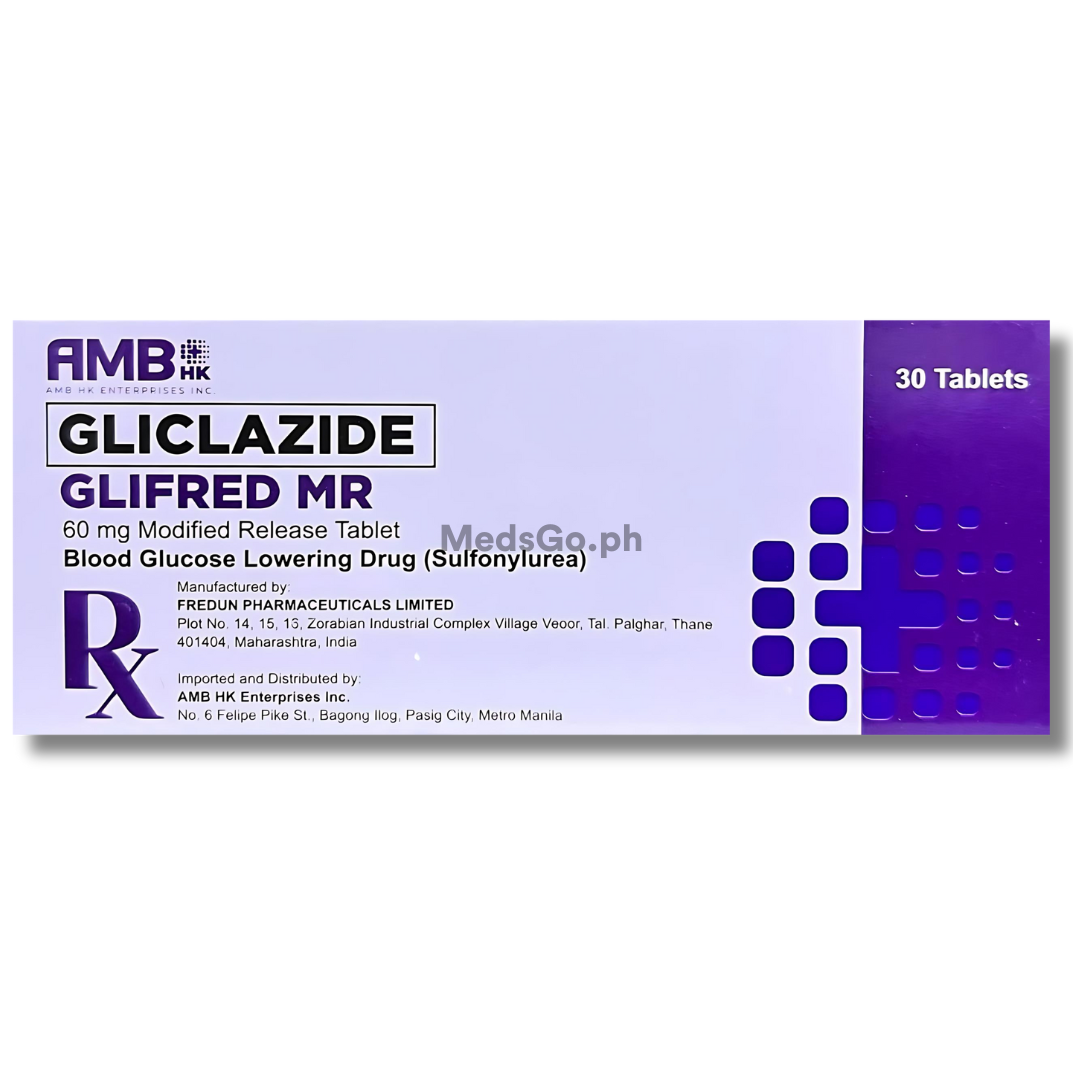 AMB HK
AMB HK ENTERPRISES INC.
30 Tablets
GLICLAZIDE
GLIFRED MR
60 mg Modified Release Tablet
MedsGo.ph
Blood Glucose Lowering Drug (Sulfonylurea)
Rx
Manufactured by:
FREDUN PHARMACEUTICALS LIMITED
Plot No. 14, 15, 16, Zorabian Industrial Complex Village Veoor, Tal. Palghar, Thane
401404, Maharashtra, India
Imported and Distributed by:
AMB HK Enterprises Inc.
No. 6 Felipe Pike St., Bagong Ilog, Pasig City, Metro Manila